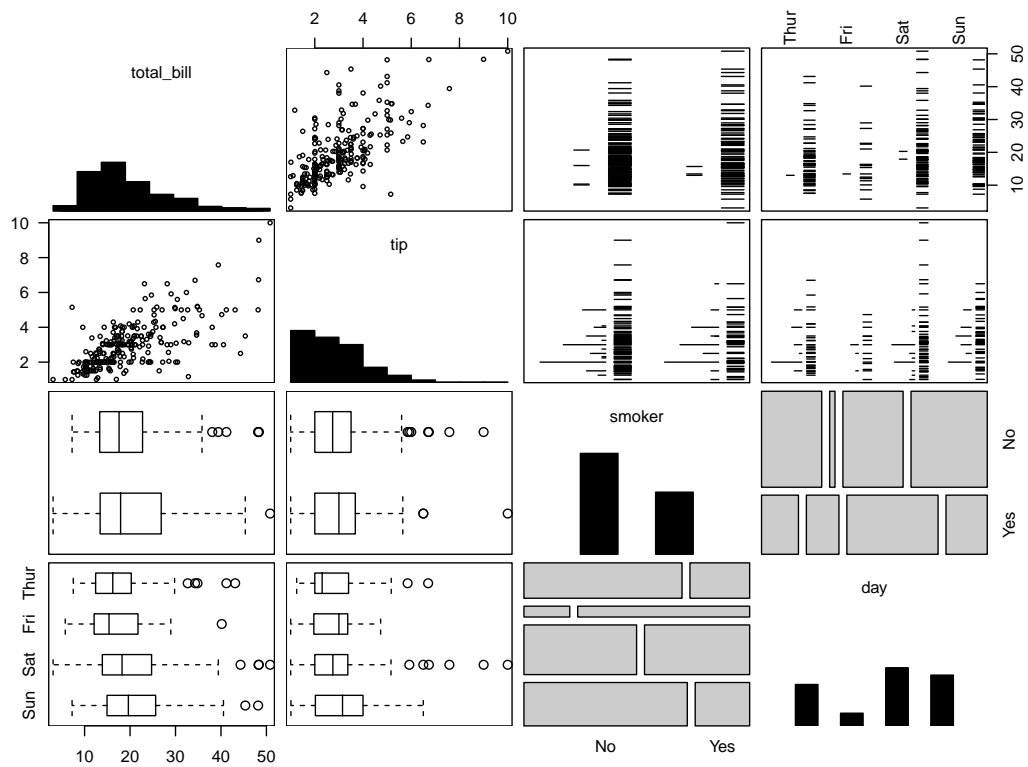 2 4 6 8 10
Thur Fri Sat Sun
total_bill
10 20 30 40 50
2 4 6 8 10
tip
smoker
No Yes
Thur Fri Sat Sun
day
10 20 30 40 50
No Yes